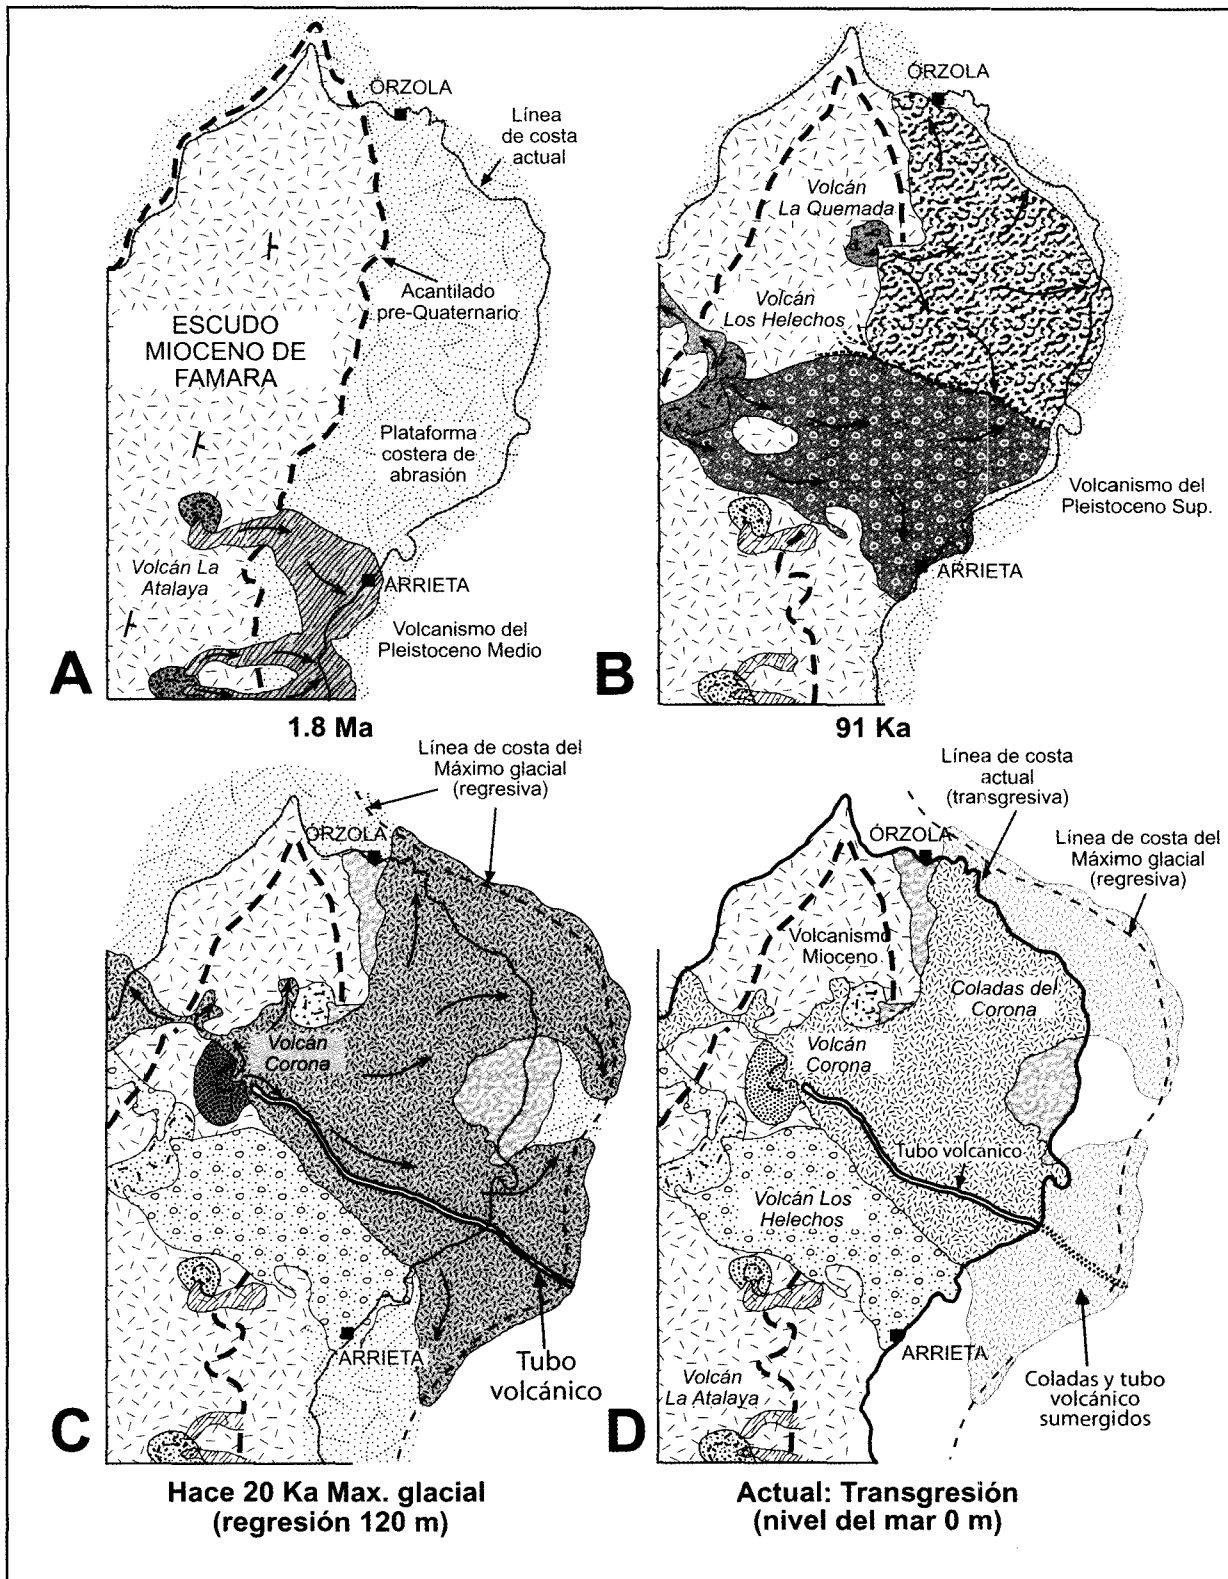 ÓRZOLA
Línea
de costa
actual
Acantilado
pre-Quaternario
ESCUDO
MIOCENO DE
FAMARA
Plataforma
costera de
abrasión
Volcán La
Atalaya
ARRIETA
Volcanismo del
Pleistoceno Medio
A
1.8 Ma
ÓRZOLA
Volcán
La Quemada
Volcán
Los Helechos
Volcanismo del
Pleistoceno Sup.
ARRIETA
B
91 Ka
Línea de costa del
Máximo glacial
(regresiva)
ÓRZOLA
Volcán
Corona
ARRIETA
Tubo
volcánico
C
Hace 20 Ka Max. glacial
(regresión 120 m)
Línea de costa
actual
(transgresiva)
Línea de costa del
Máximo glacial
(regresiva)
ÓRZOLA
Volcanismo
Mioceno
Coladas del
Corona
Volcán
Corona
Tubo volcánico
Volcán Los
Helechos
ARRIETA
Volcán
La Atalaya
Coladas y tubo
volcánico
sumergidos
D
Actual: Transgresión
(nivel del mar 0 m)